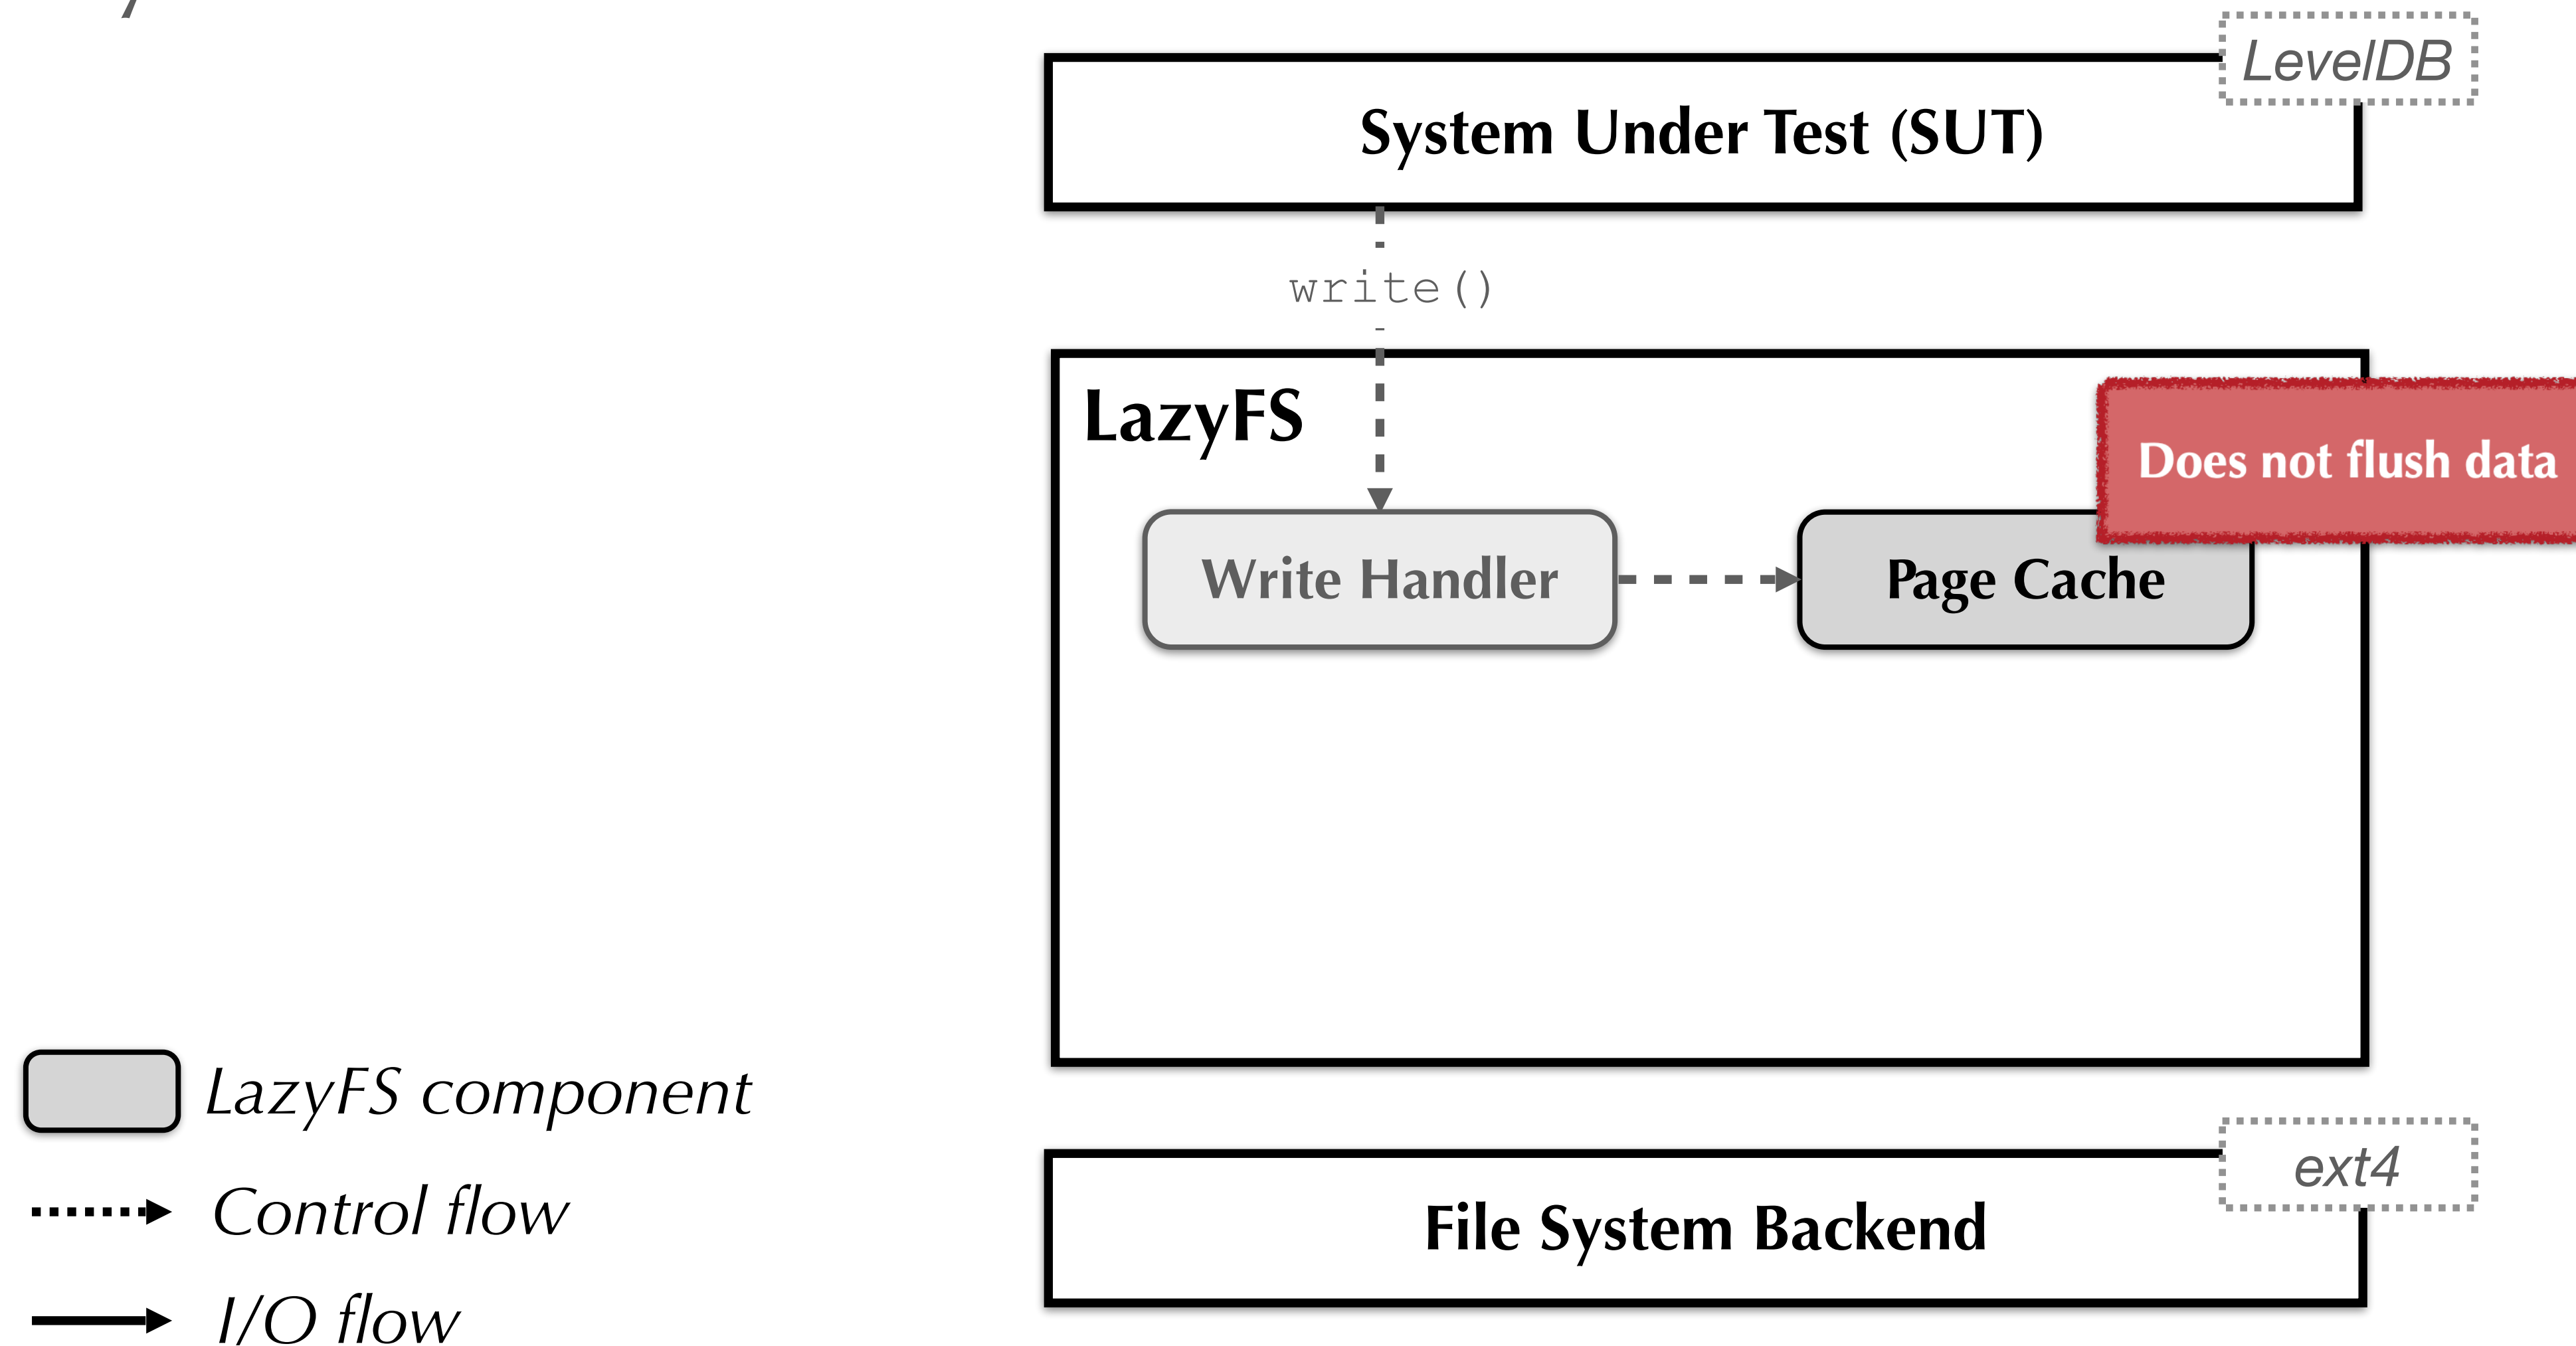 LevelDB
System Under Test (SUT)
write()
LazyFS
Does not flush data
Write Handler
Page Cache
LazyFS component
Control flow
I/O flow
ext4
File System Backend